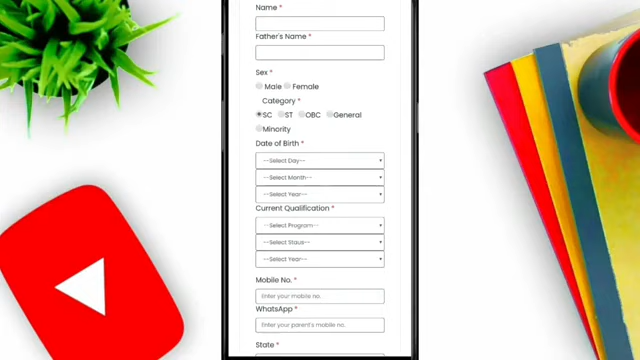 Name *
Father's Name *
Sex *
Male Female
Category *
SC ST OBC General
Minority
Date of Birth *
--Select Day--
--Select Month--
--Select Year--
Current Qualification *
--Select Program--
--Select Staus--
--Select Year--
Mobile No. *
Enter your mobile no.
WhatsApp *
Enter your parent's mobile no.
State *